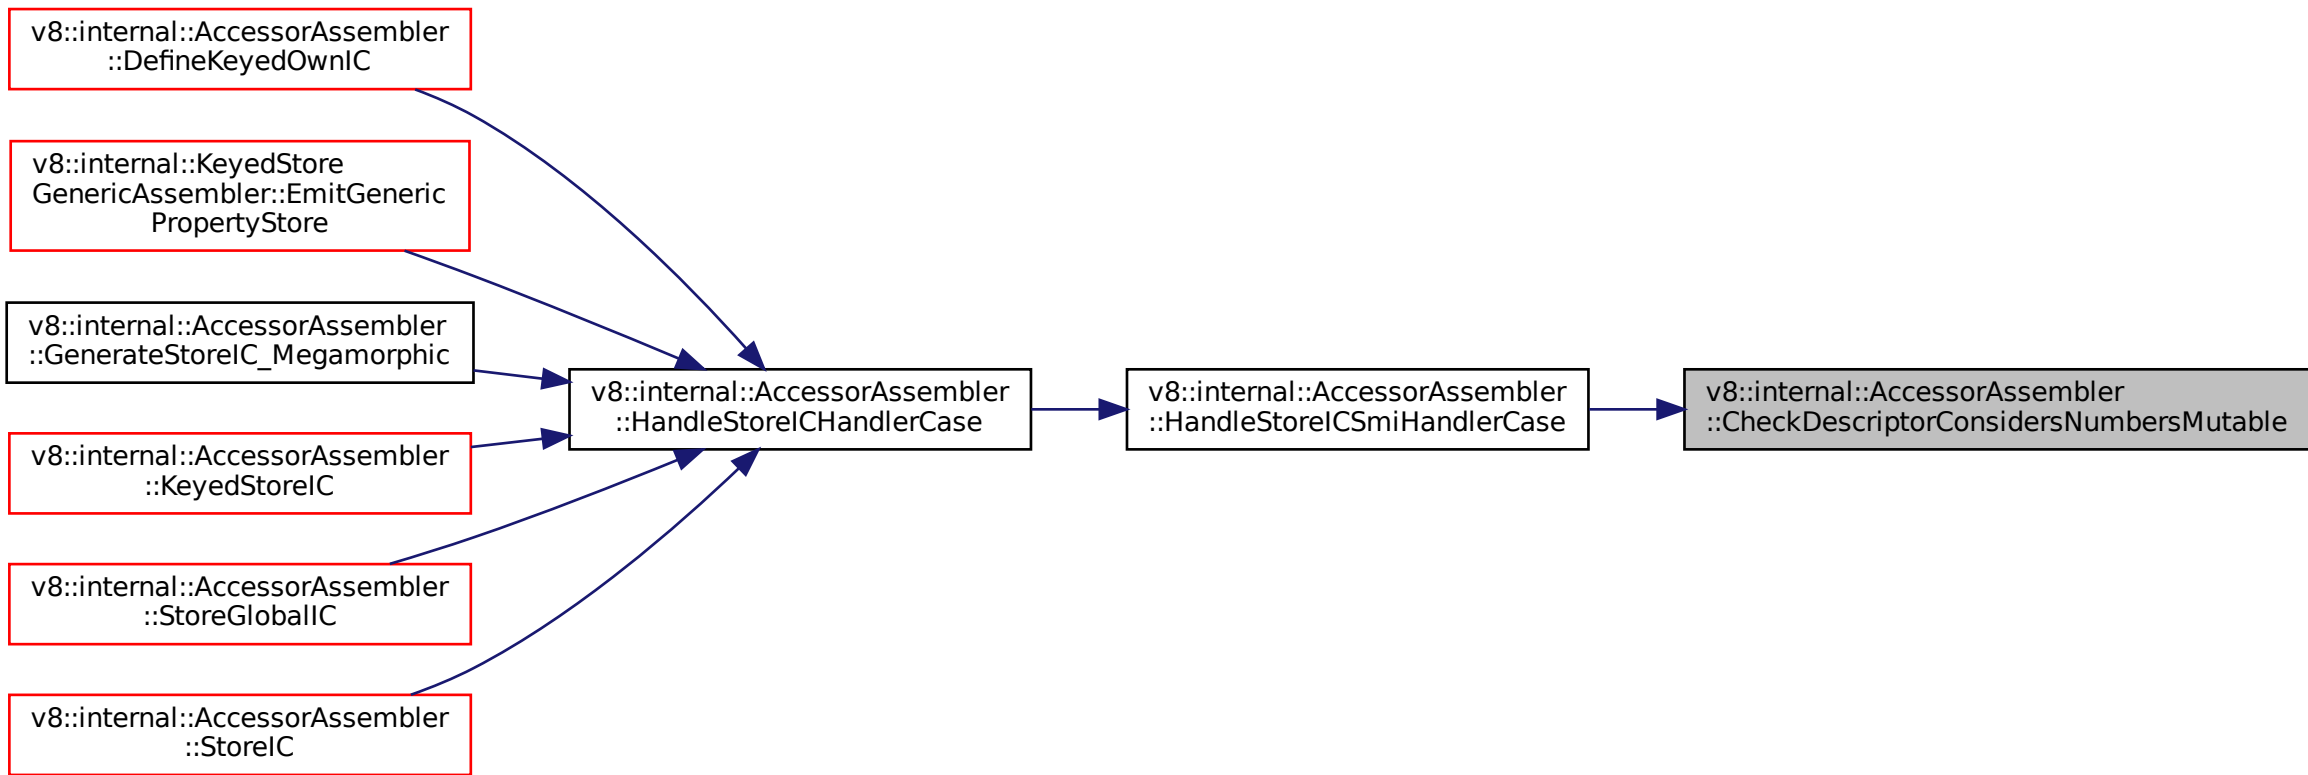 v8::internal::AccessorAssembler
::DefineKeyedOwnIC
v8::internal::KeyedStore
GenericAssembler::EmitGeneric
PropertyStore
v8::internal::AccessorAssembler
::GenerateStoreIC_Megamorphic
v8::internal::AccessorAssembler
::KeyedStoreIC
v8::internal::AccessorAssembler
::StoreGlobalIC
v8::internal::AccessorAssembler
::StoreIC
v8::internal::AccessorAssembler
::HandleStoreICHandlerCase
v8::internal::AccessorAssembler
::HandleStoreICSmiHandlerCase
v8::internal::AccessorAssembler
::CheckDescriptorConsidersNumbersMutable